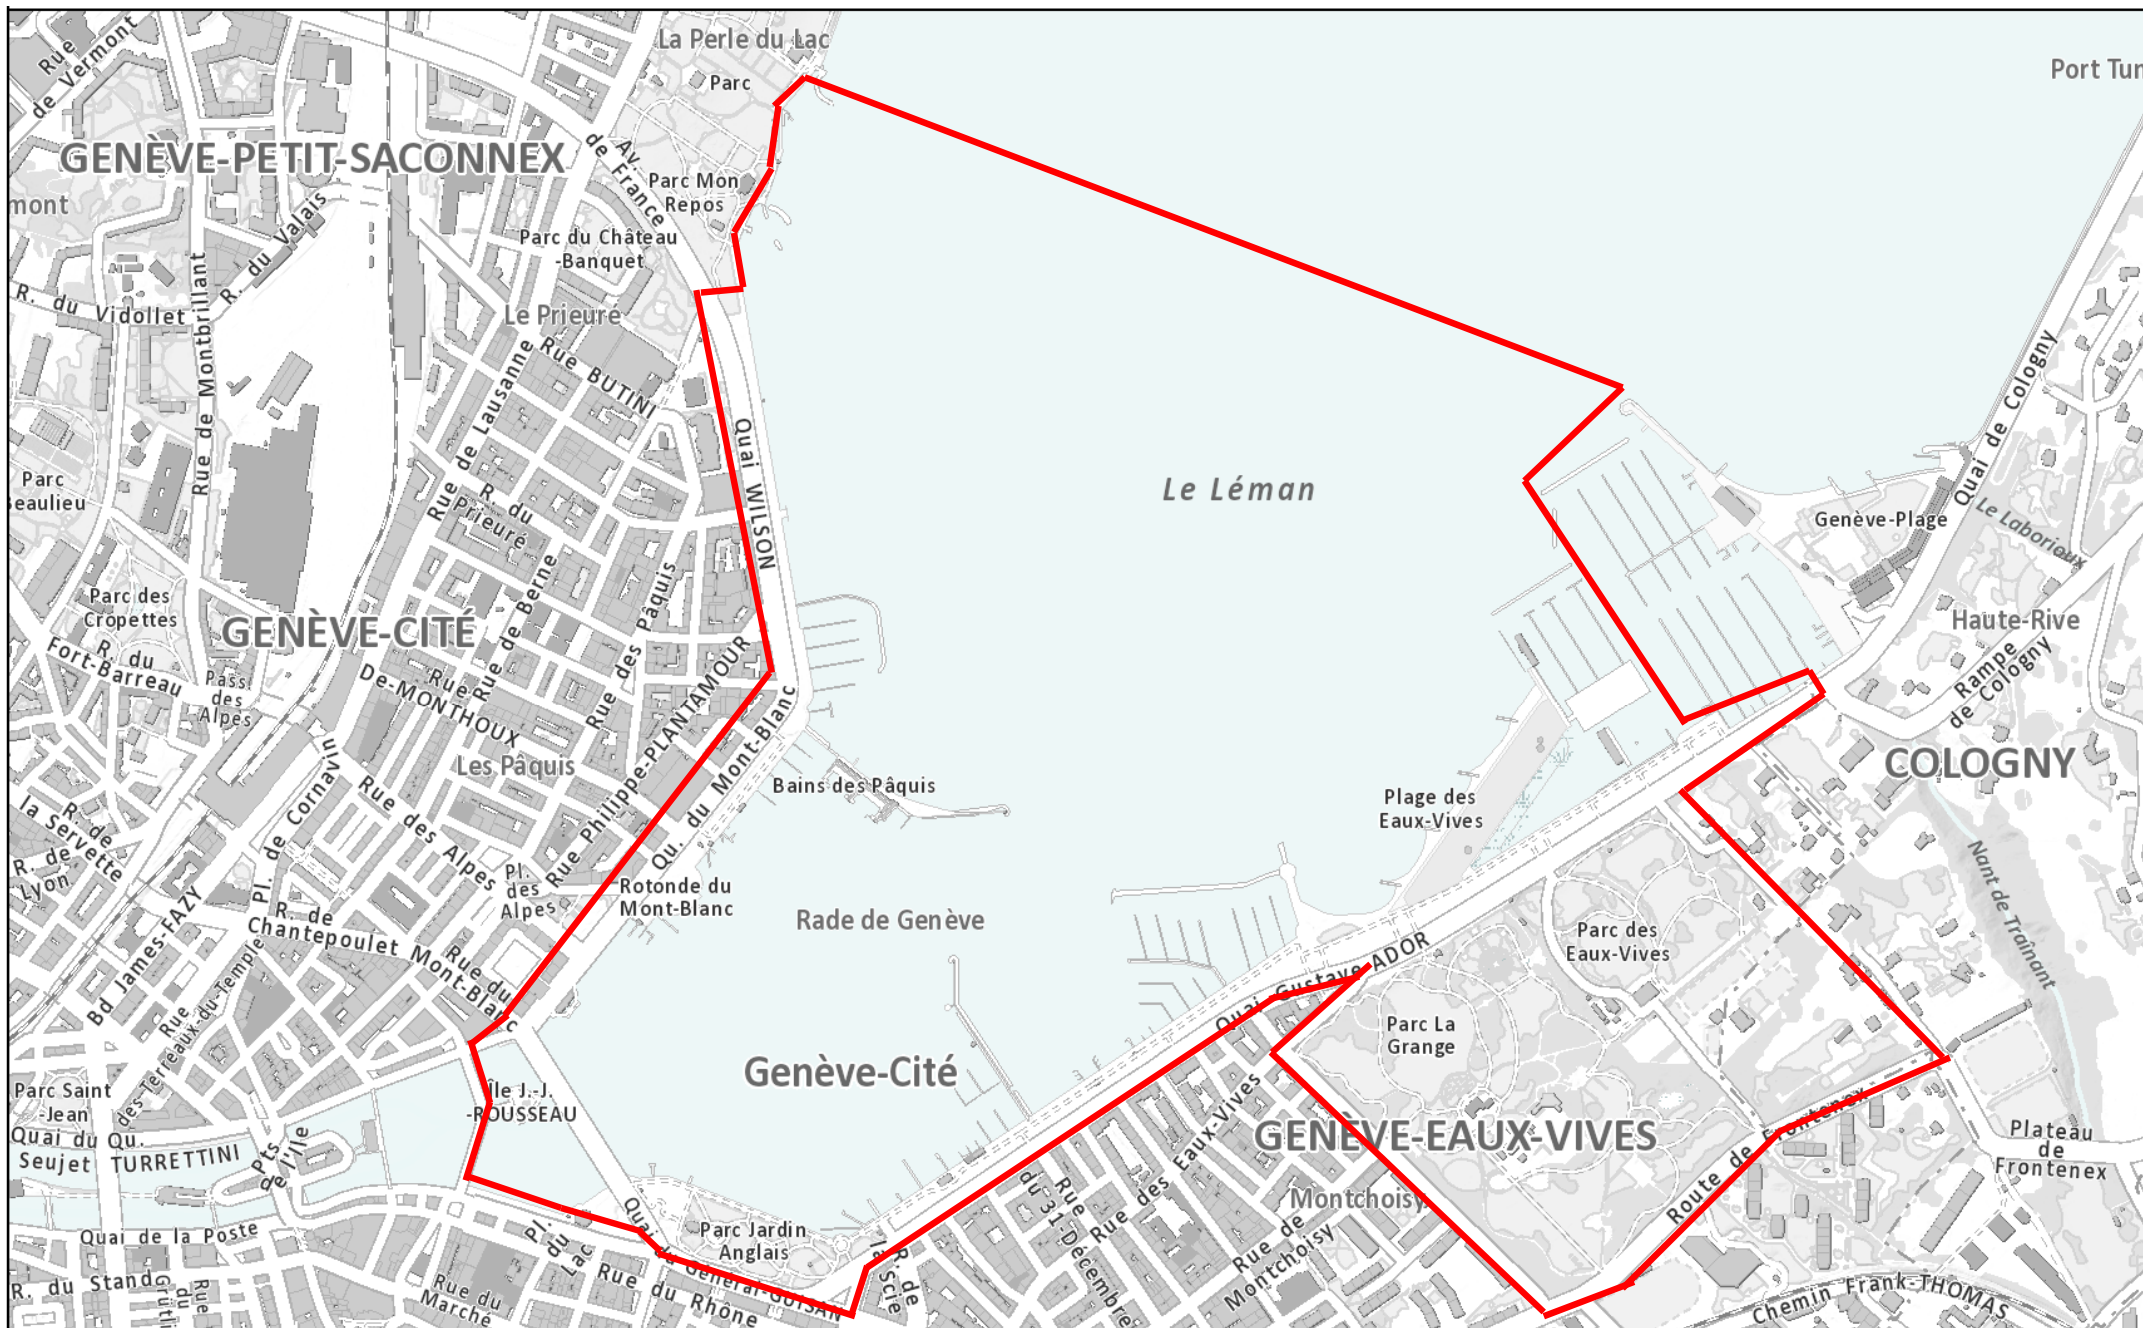 La Perle du Lac
Parc
Port Tun
Rue
de Vermont
GENÈVE-PETIT-SACONNEX
Av.
de France
Parc Mon
Repos
mont
R. du Valais
Parc du Château
-Banquet
R. du Vidollet
Le Prieuré
Rue de Montbrillant
Rue BUTINI
Rue de Lausanne
Quai WILSON
Quai de Cologny
Le Léman
Parc
Beaulieu
R. du
Prieuré
Genève-Plage
Le Laborioux
Parc des
Cropettes
GENÈVE-CITÉ
Rue de Berne
Rue des Pâquis
Haute-Rive
Rampe
de Cologny
R. du
Fort-Barreau
Pass.
des
Alpes
Rue
De-MONTHOUX
Rue Philippe-PLANTAMOUR
Qu. du Mont-Blanc
Les Pâquis
COLOGNY
Bains des Pâquis
Plage des
Eaux-Vives
R. de
la Servette
R. de
Lyon
Pl. de Cornavin
Rue des Alpes
Pl.
des
Alpes
Rotonde du
Mont-Blanc
Rade de Genève
Nant de Traînant
Bd James-FAZY
R. de
Chantepoulet
Rue du
Mont-Blanc
Parc des
Eaux-Vives
Quai Gustave-ADOR
Rue
des-Terreaux-du-Temple
Parc La
Grange
Genève-Cité
Parc Saint
-Jean
Île J.-J.
-ROUSSEAU
Quai du Qu.
Seujet TURRETTINI
Pts
de l'Ile
GENÈVE-EAUX-VIVES
Route de Frontenex
Plateau
de
Frontenex
Rue des Eaux-Vives
Rue
du 31 Décembre
Montchoisy
Rue de
Montchoisy
Quai de la Poste
Pl.
du
Lac
Parc Jardin
Anglais
Quai du Général-GUISAN
R. de
la Scie
R. du Stand
Rue
du
Grütli
Rue du
Marché
Rue du Rhône
Chemin Frank-THOMAS